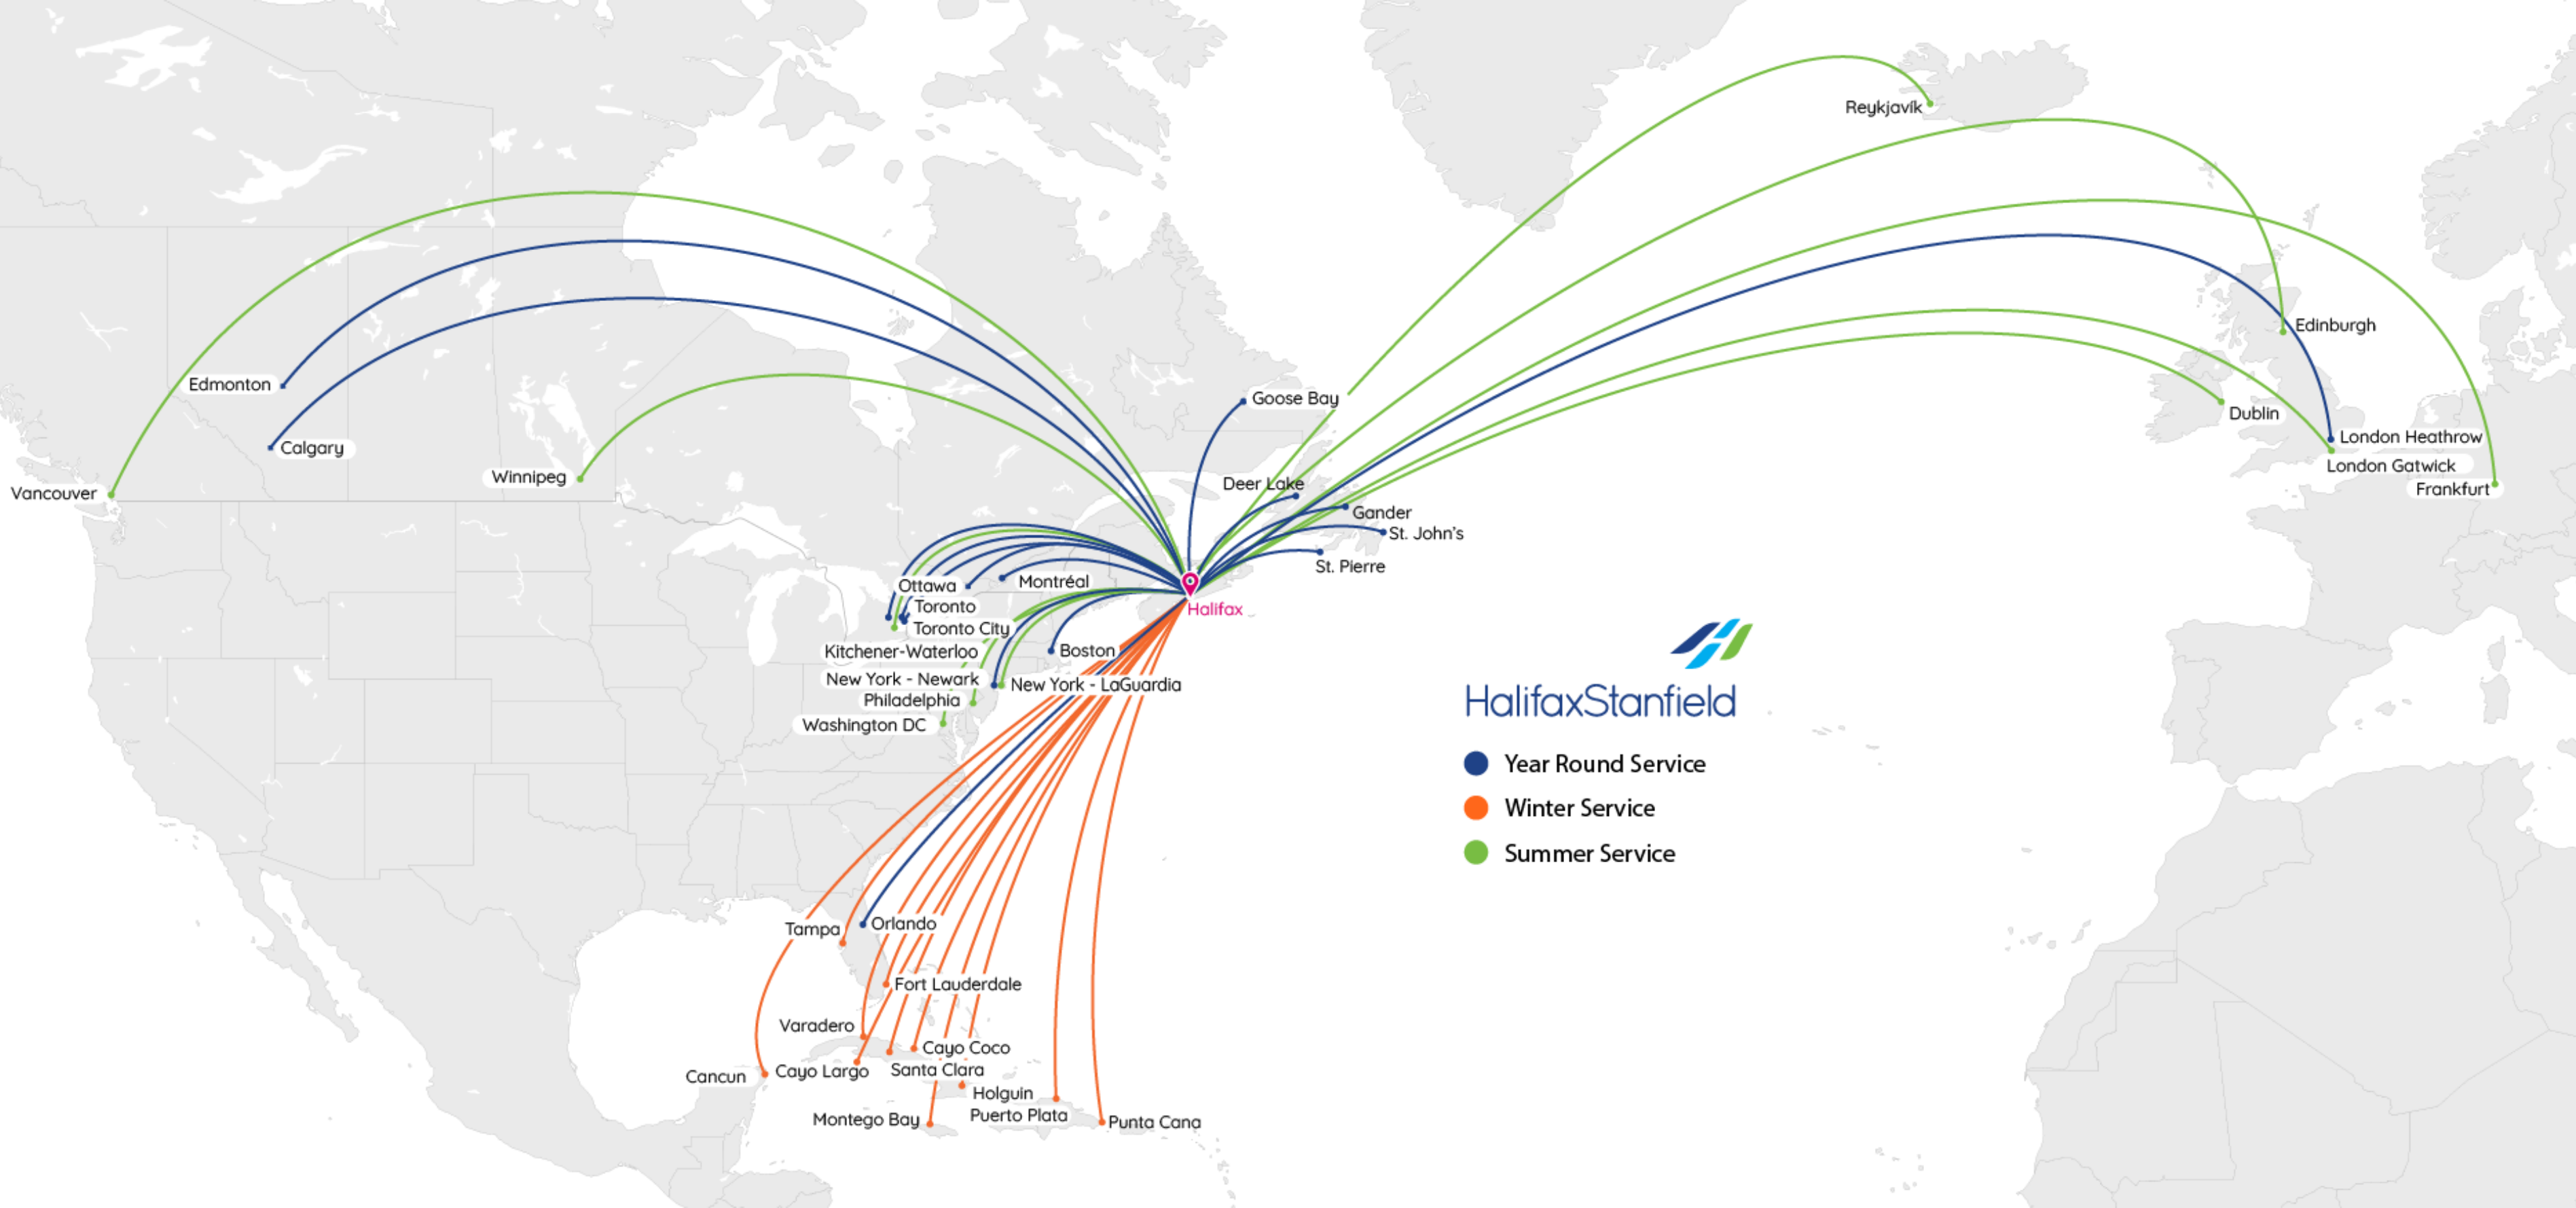 Reykjavík
Edinburgh
Edmonton
Goose Bay
Dublin
London Heathrow
Calgary
London Gatwick
Winnipeg
Deer Lake
Frankfurt
Vancouver
Gander
St. John's
St. Pierre
Ottawa
Montréal
Toronto
Halifax
Toronto City
Kitchener-Waterloo
Boston
New York - Newark
New York - LaGuardia
Philadelphia
Washington DC
HalifaxStanfield
Year Round Service
Winter Service
Summer Service
Tampa
Orlando
Fort Lauderdale
Varadero
Cayo Coco
Cancun
Cayo Largo
Santa Clara
Holguin
Puerto Plata
Montego Bay
Punta Cana